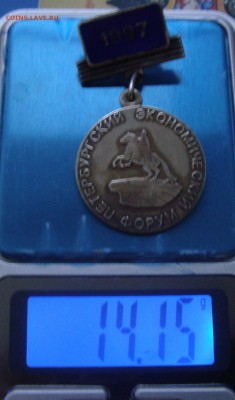 COINS.LAVE.RU
1997
ПЕТЕРБУРГСКИЙ ЭКОНОМИЧЕСКИЙ ФОРУМ
14.15 g